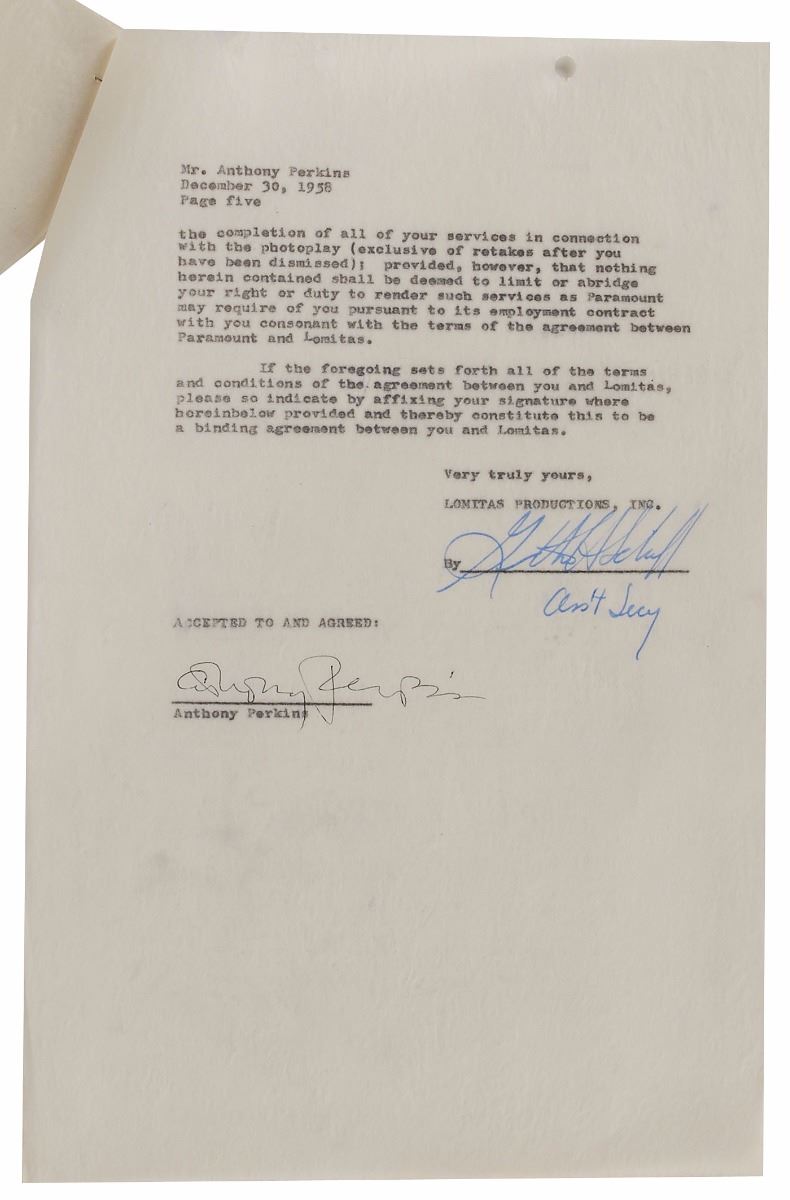 Mr. Anthony Perkins
December 30, 1958
Page five
the completion of all of your services in connection
with the photoplay (exclusive of retakes after you
have been dismissed); provided, however, that nothing
herein contained shall be deemed to limit or abridge
your right or duty to render such services as Paramount
may require of you pursuant to its employment contract
with you consonant with the terms of the agreement between
Paramount and Lomitas.
If the foregoing sets forth all of the terms
and conditions of the agreement between you and Lomitas,
please so indicate by affixing your signature where
hereinbelow provided and thereby constitute this to be
a binding agreement between you and Lomitas.
Very truly yours,
LOMITAS PRODUCTIONS, INC.
By
Ass't Secy
ACCEPTED TO AND AGREED:
Anthony Perkins
Anthony Perkins